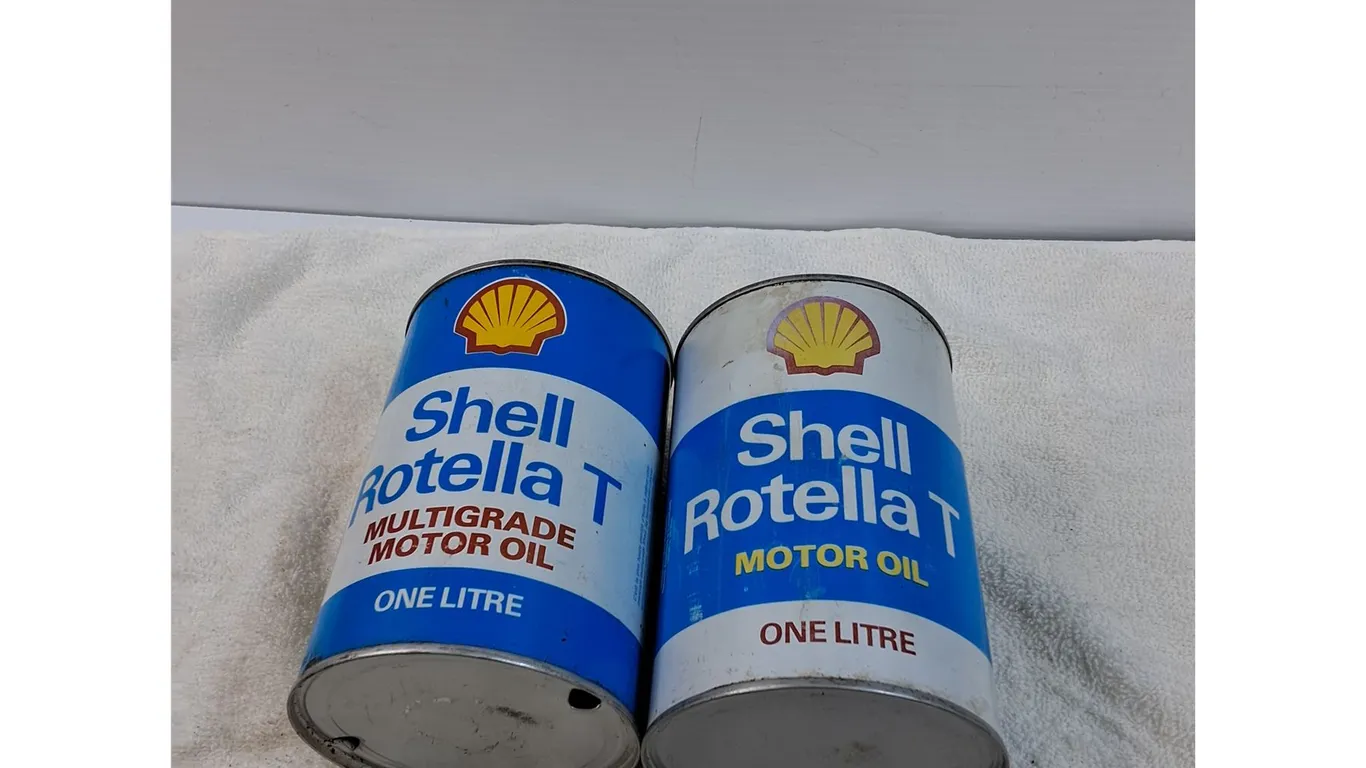 Shell
Rotella T
MULTIGRADE
MOTOR OIL
ONE LITRE
Shell
Rotella T
MOTOR OIL
ONE LITRE